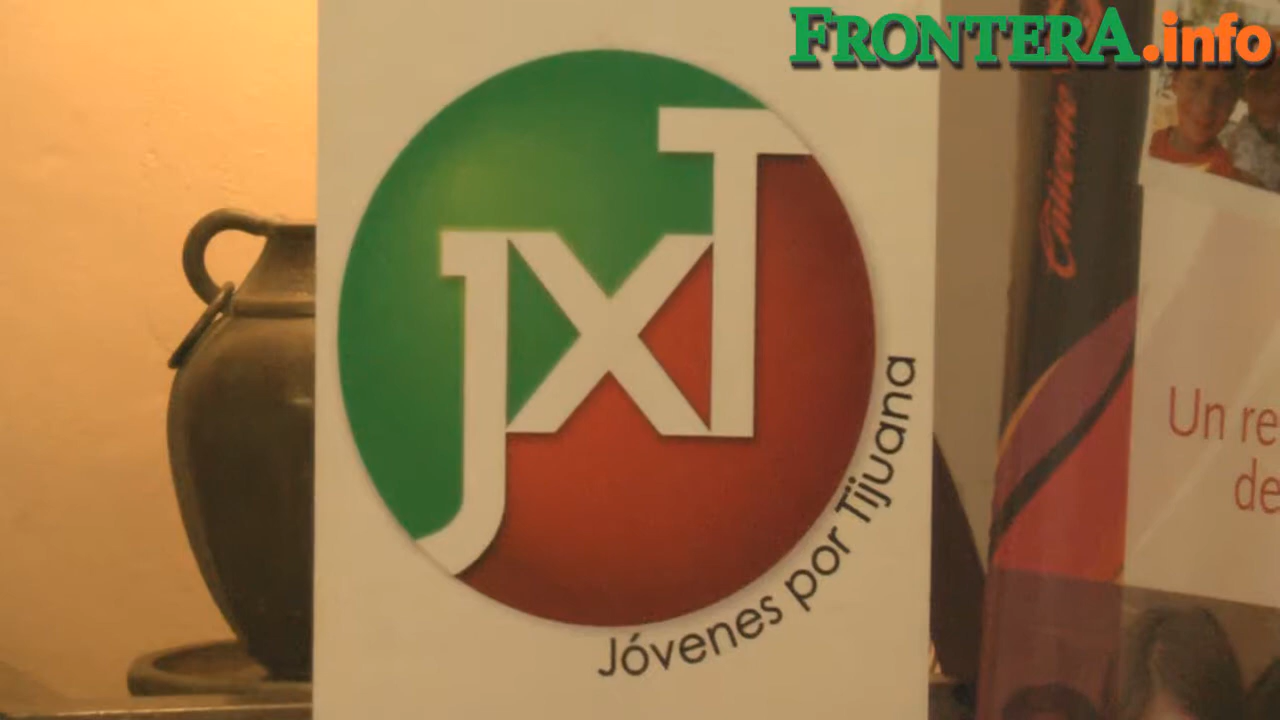 FRONTERA.info
JxT
Jóvenes por Tijuana
Un re
de